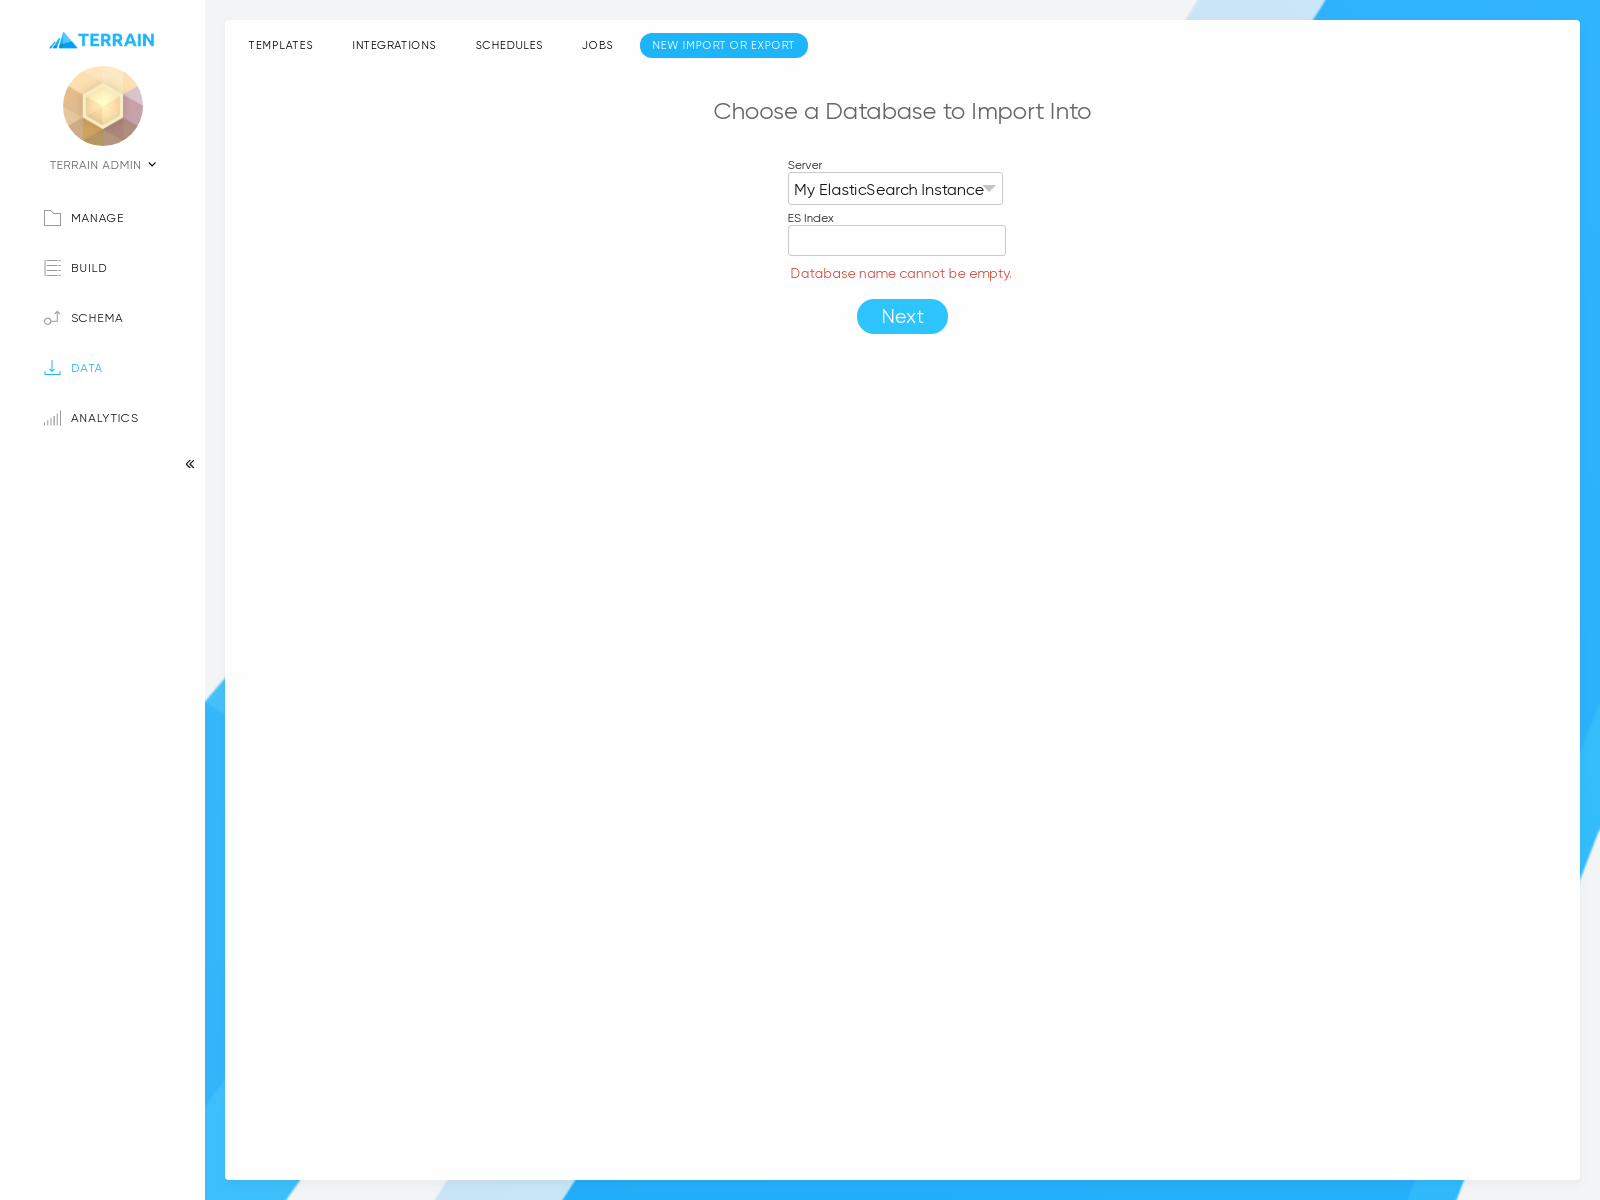 TERRAIN
TERRAIN ADMIN
MANAGE
BUILD
SCHEMA
DATA
ANALYTICS
TEMPLATES INTEGRATIONS SCHEDULES JOBS NEW IMPORT OR EXPORT
Choose a Database to Import Into
Server
My ElasticSearch Instance
ES Index
Database name cannot be empty.
Next